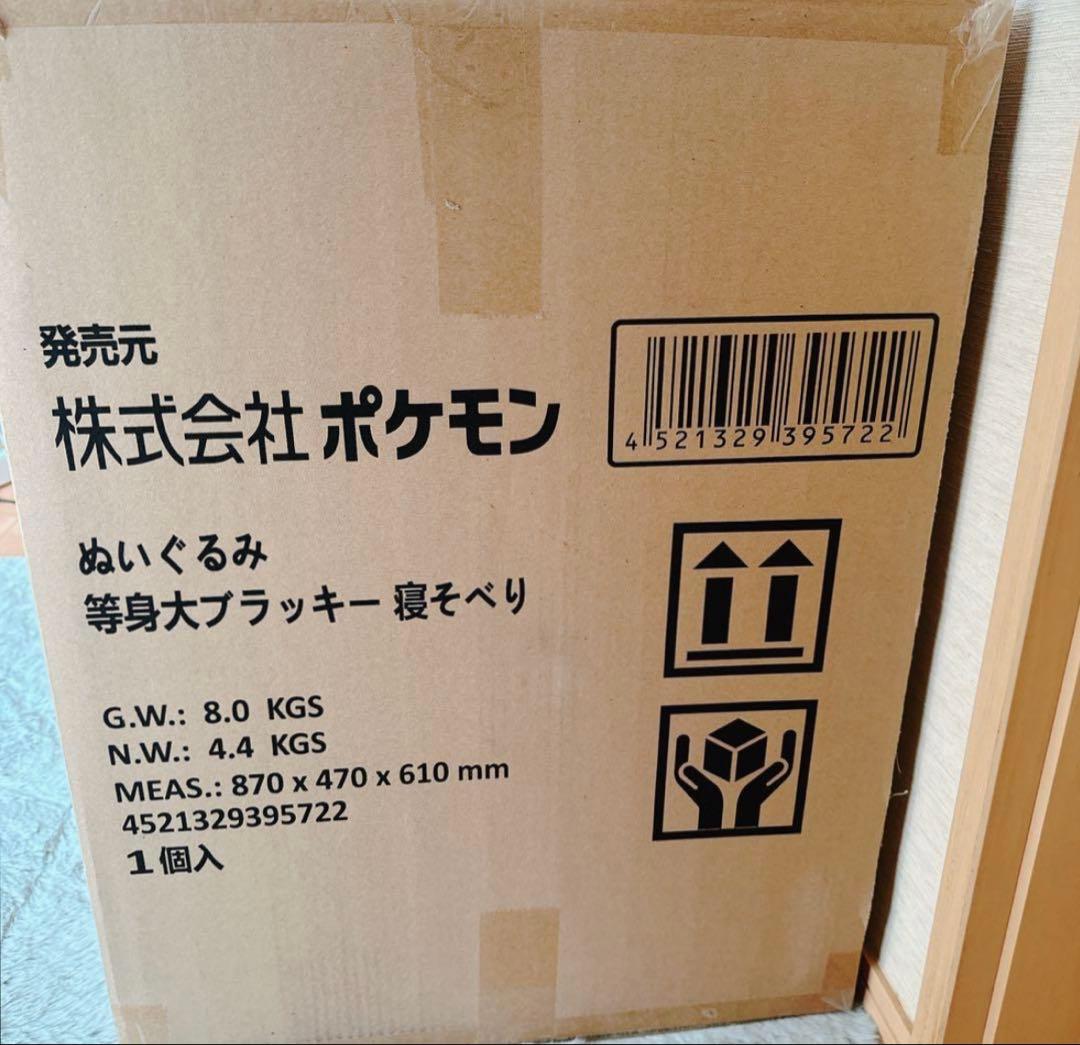 発売元
株式会社 ポケモン
4 521329 395722
ぬいぐるみ
等身大ブラッキー 寝そべり
G.W.: 8.0 KGS
N.W.: 4.4 KGS
MEAS.: 870 x 470 x 610 mm
4521329395722
1個入